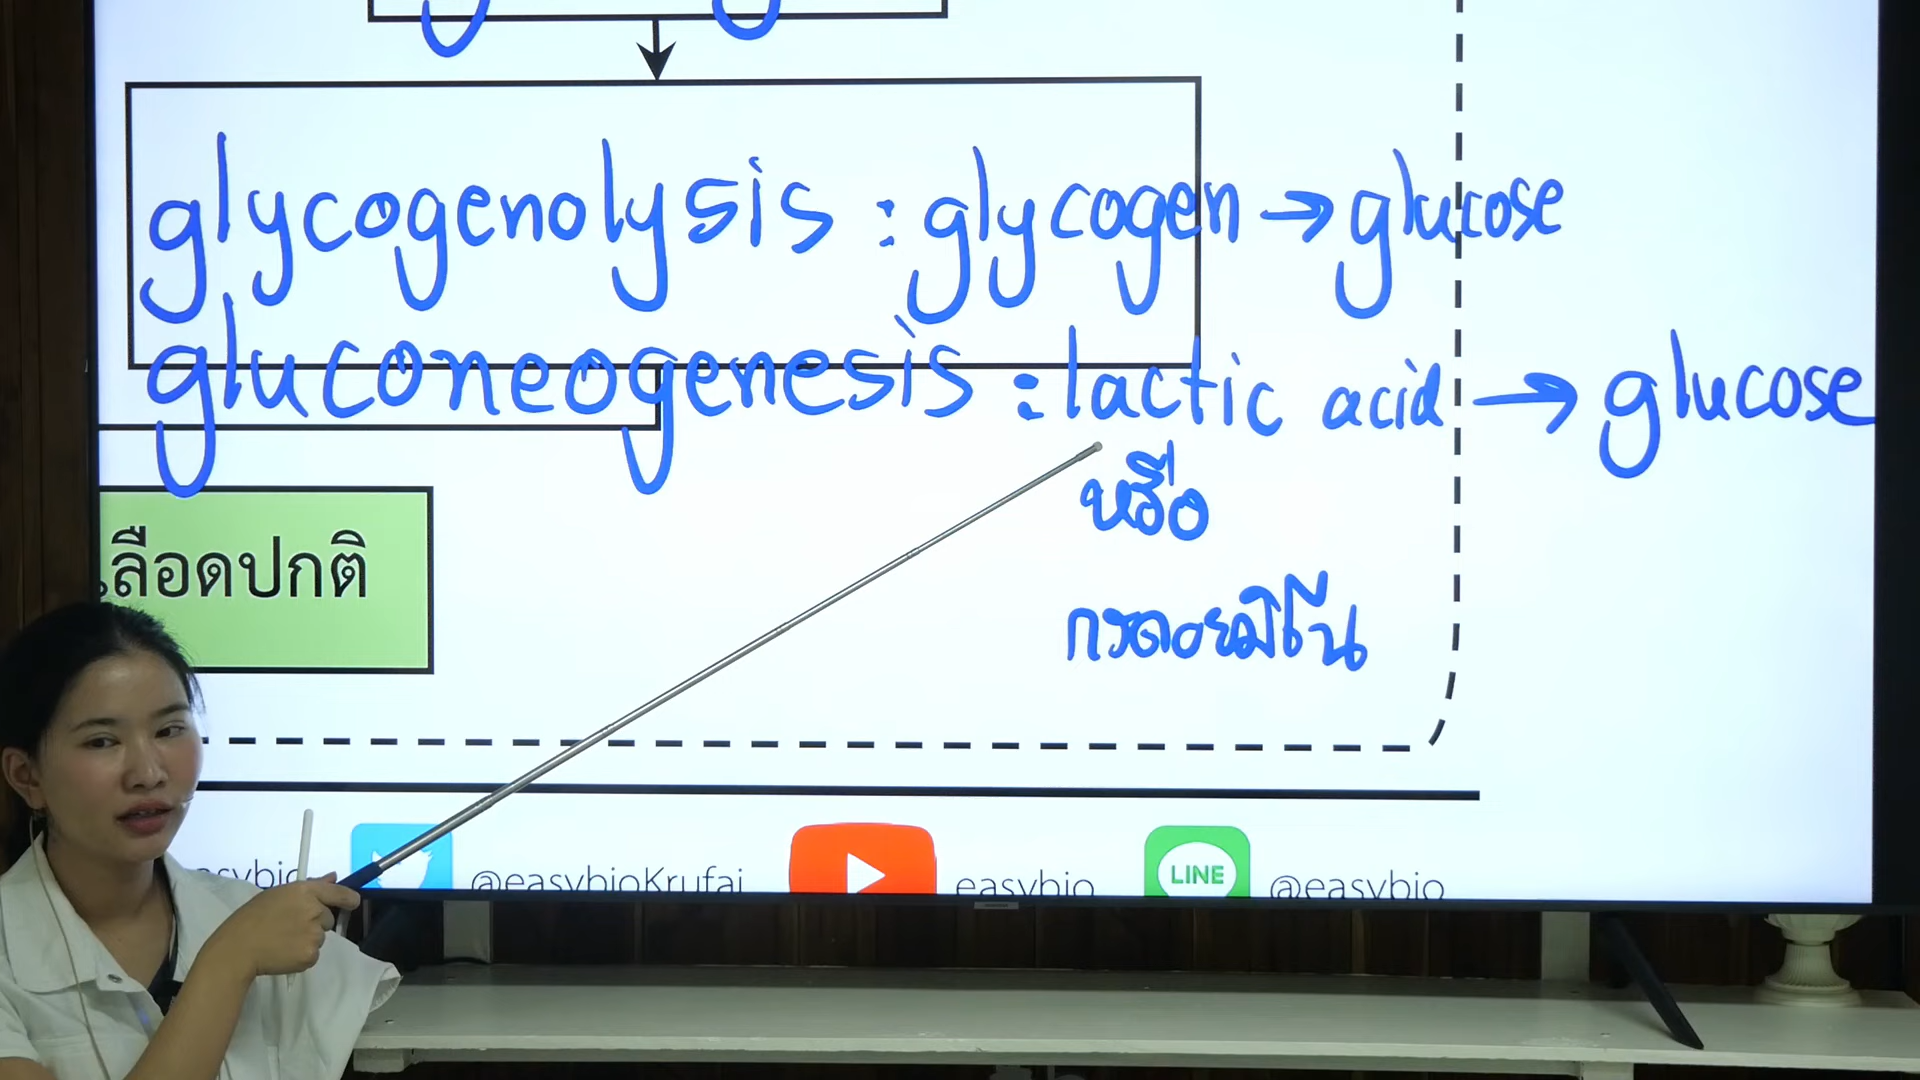 glycogenolysis : glycogen → glucose
gluconeogenesis : lactic acid → glucose
หรือ
กรดอะมิโน
ลือดปกติ
@easybioKrufai
easybio
LINE
@easybio